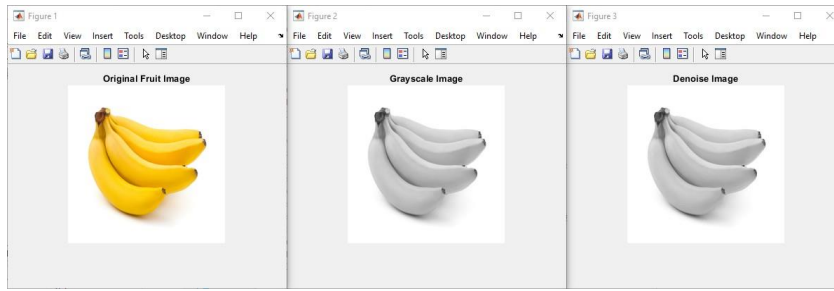 Figure 1
File Edit View Insert Tools Desktop Window Help
Original Fruit Image
Figure 2
File Edit View Insert Tools Desktop Window Help
Grayscale Image
Figure 3
File Edit View Insert Tools Desktop Window Help
Denoise Image